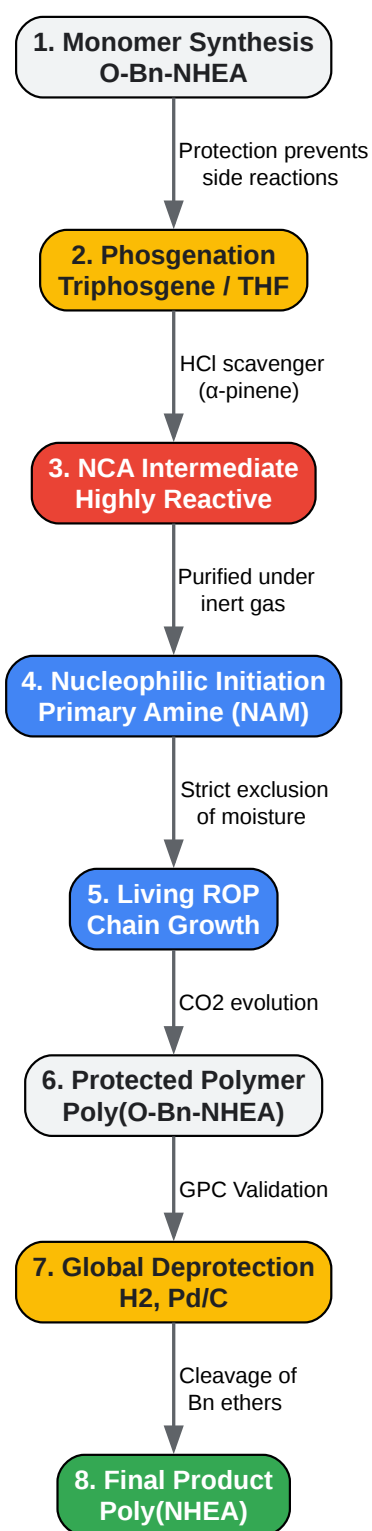 1. Monomer Synthesis
O-Bn-NHEA
Protection prevents
side reactions
2. Phosgenation
Triphosgene / THF
HCl scavenger
(α-pinene)
3. NCA Intermediate
Highly Reactive
Purified under
inert gas
4. Nucleophilic Initiation
Primary Amine (NAM)
Strict exclusion
of moisture
5. Living ROP
Chain Growth
CO2 evolution
6. Protected Polymer
Poly(O-Bn-NHEA)
GPC Validation
7. Global Deprotection
H2, Pd/C
Cleavage of
Bn ethers
8. Final Product
Poly(NHEA)